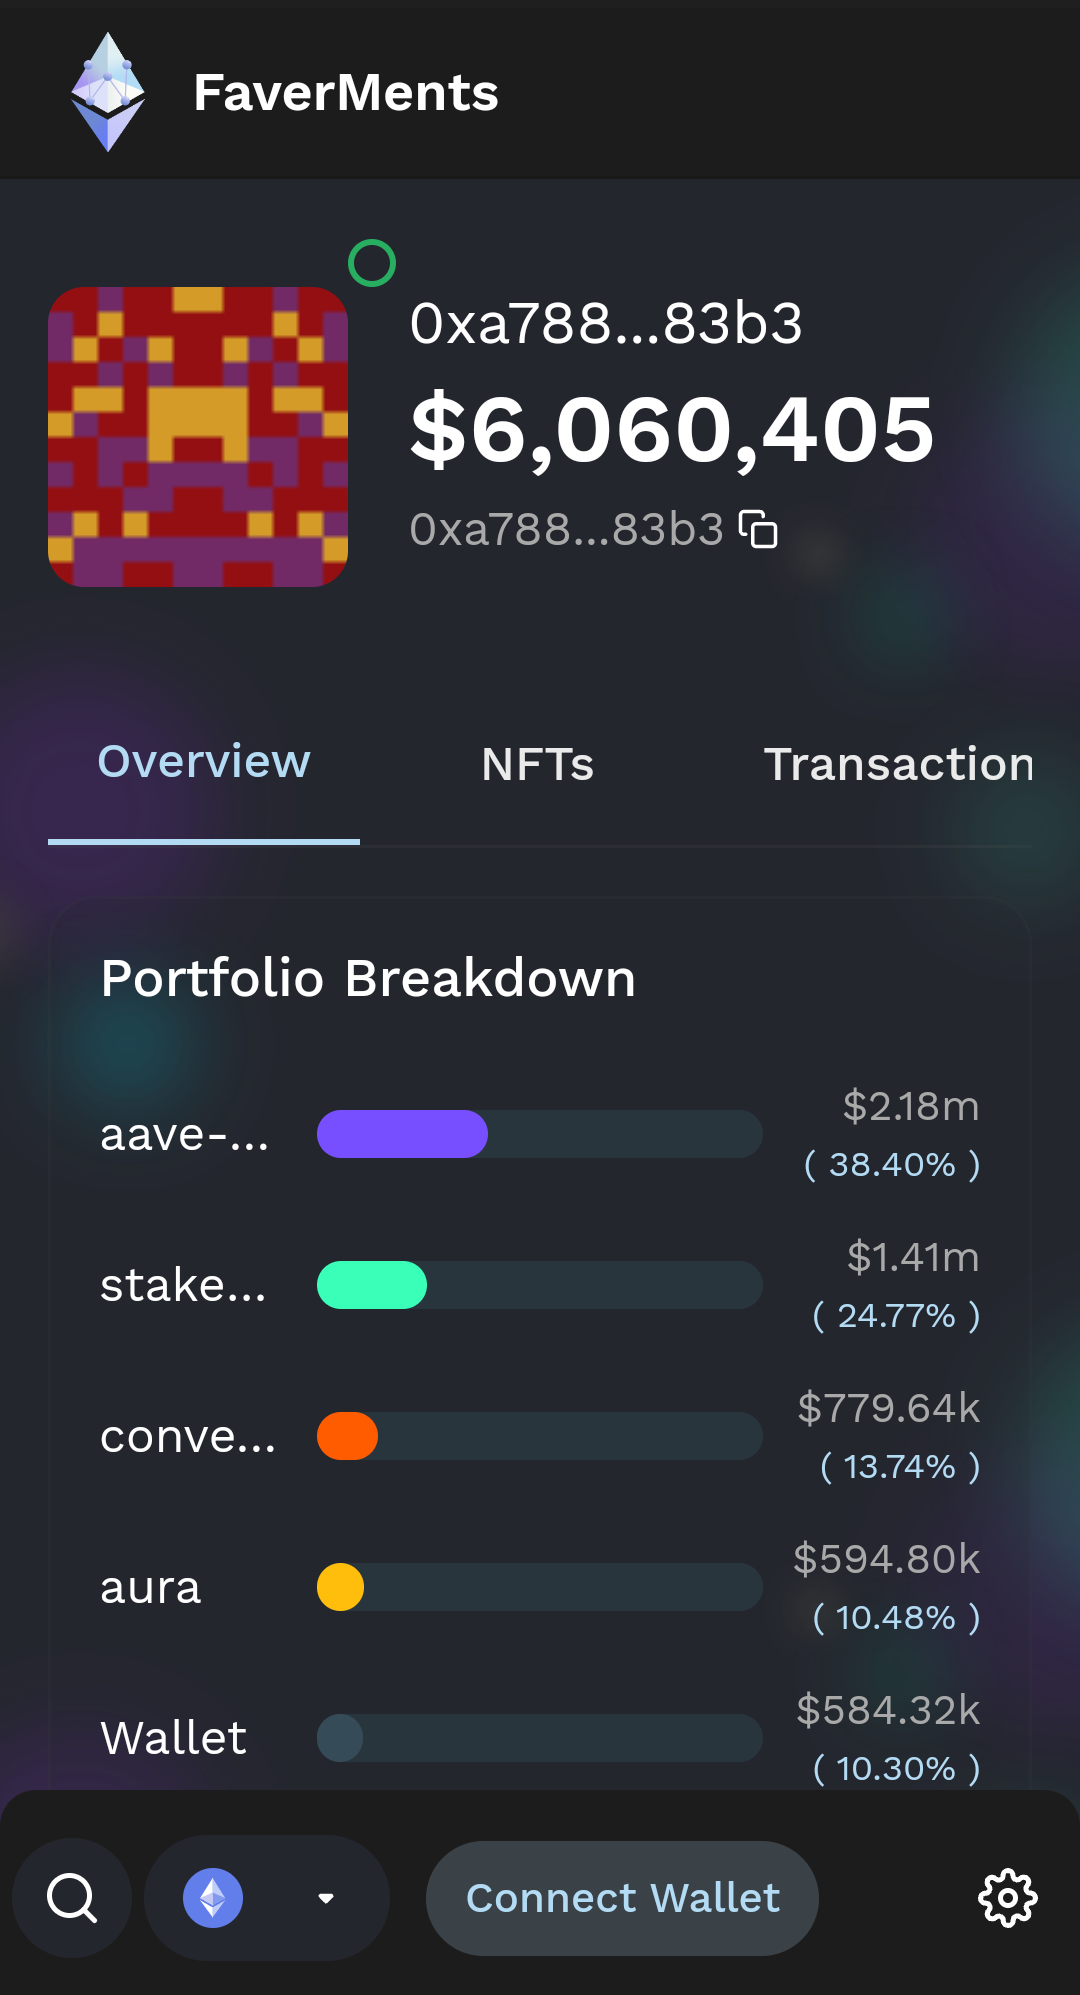 FaverMents
0xa788...83b3
$6,060,405
0xa788...83b3
Overview NFTs Transaction
Portfolio Breakdown
aave-... $2.18m
( 38.40% )
stake... $1.41m
( 24.77% )
conve... $779.64k
( 13.74% )
aura $594.80k
( 10.48% )
Wallet $584.32k
( 10.30% )
Connect Wallet